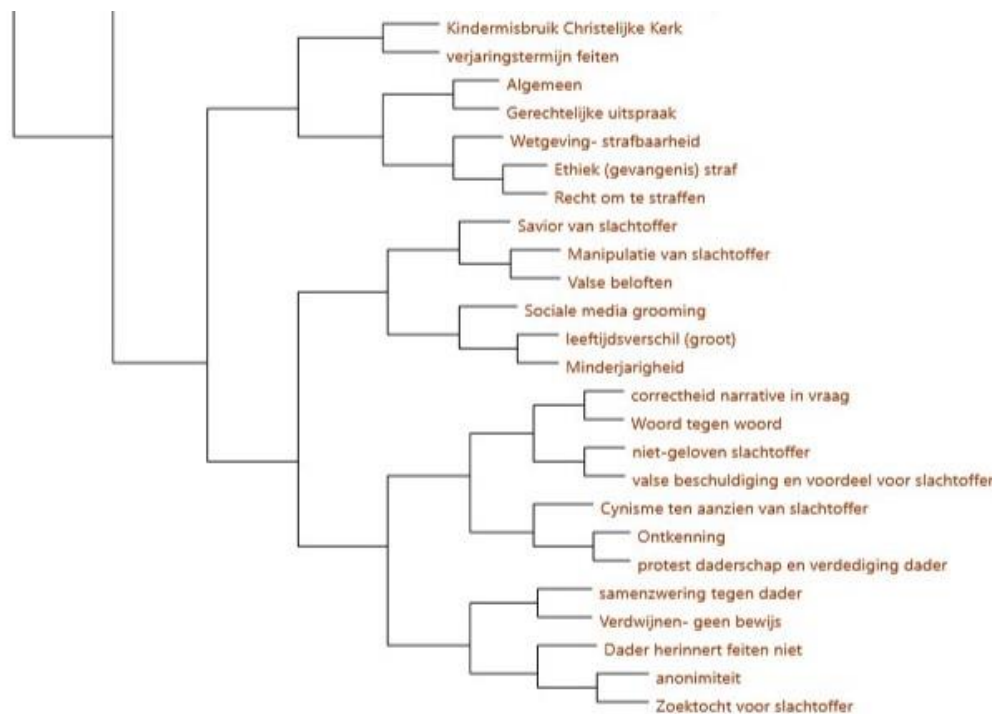 Kindermisbruik Christelijke Kerk
verjaringstermijn feiten
Algemeen
Gerechtelijke uitspraak
Wetgeving- strafbaarheid
Ethiek (gevangenis) straf
Recht om te straffen
Savior van slachtoffer
Manipulatie van slachtoffer
Valse beloften
Sociale media grooming
leeftijdsverschil (groot)
Minderjarigheid
correctheid narrative in vraag
Woord tegen woord
niet-geloven slachtoffer
valse beschuldiging en voordeel voor slachtoffer
Cynisme ten aanzien van slachtoffer
Ontkenning
protest daderschap en verdediging dader
samenzwering tegen dader
Verdwijnen- geen bewijs
Dader herinnert feiten niet
anonimiteit
Zoektocht voor slachtoffer